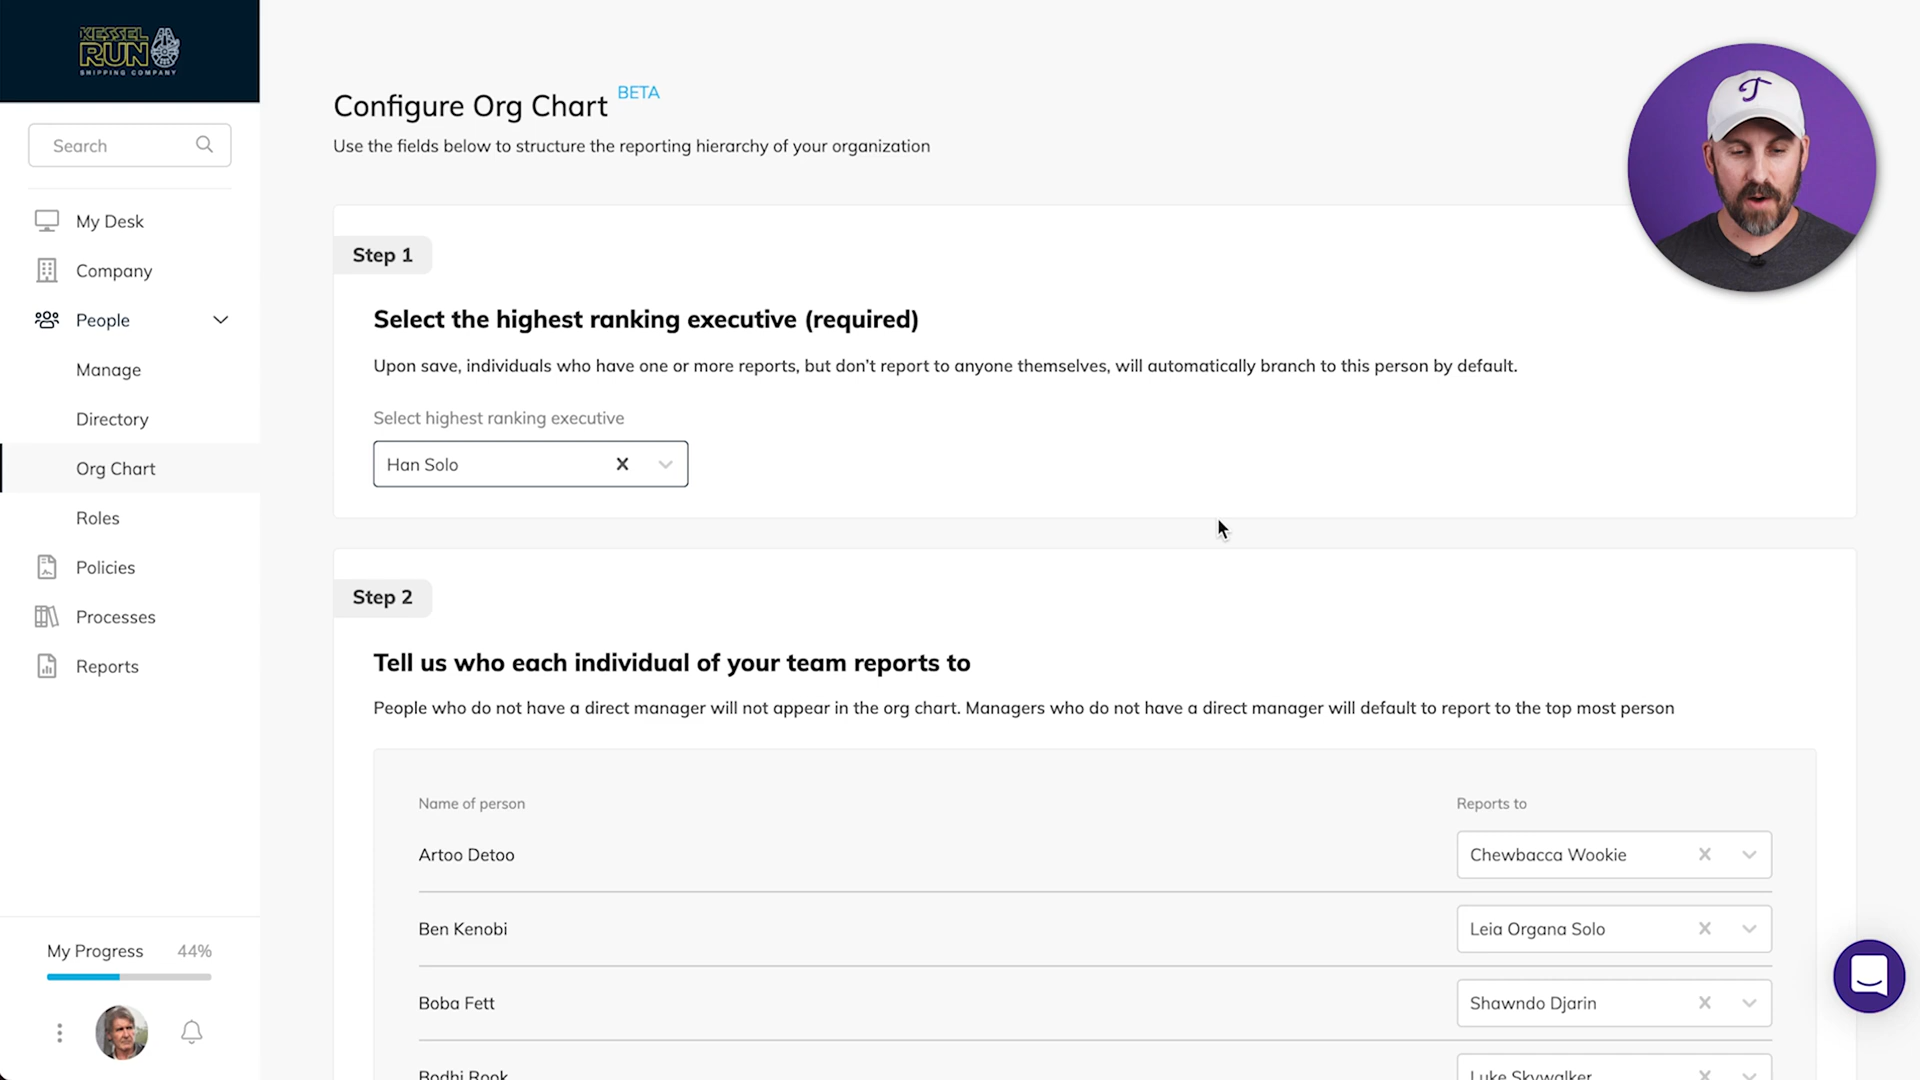 KESSEL
RUN
SHIPPING COMPANY
Search
My Desk
Company
People
Manage
Directory
Org Chart
Roles
Policies
Processes
Reports
My Progress 44%
Configure Org Chart BETA
Use the fields below to structure the reporting hierarchy of your organization
Step 1
Select the highest ranking executive (required)
Upon save, individuals who have one or more reports, but don't report to anyone themselves, will automatically branch to this person by default.
Select highest ranking executive
Han Solo
Step 2
Tell us who each individual of your team reports to
People who do not have a direct manager will not appear in the org chart. Managers who do not have a direct manager will default to report to the top most person
Name of person Reports to
Artoo Detoo Chewbacca Wookie
Ben Kenobi Leia Organa Solo
Boba Fett Shawndo Djarin
Bodhi Rook Luke Skywalker